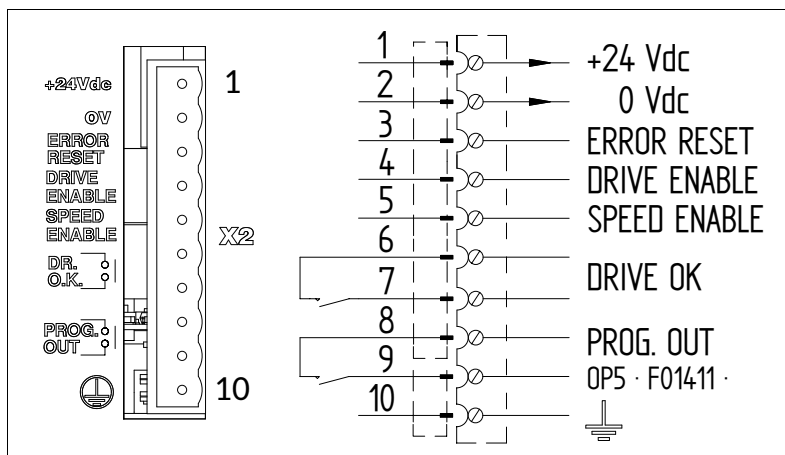 +24Vdc
0V
ERROR
RESET
DRIVE
ENABLE
SPEED
ENABLE
DR.
O.K.
PROG.
OUT
1
X2
10
1 +24 Vdc
2 0 Vdc
3 ERROR RESET
4 DRIVE ENABLE
5 SPEED ENABLE
6
DRIVE OK
7
8
PROG. OUT
9 OP5 · F01411 ·
10